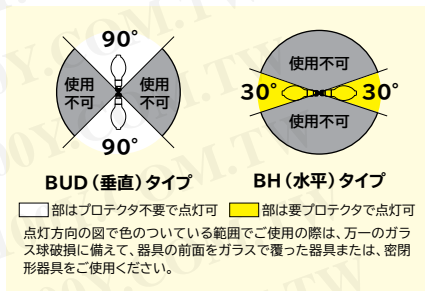 90°
使用
不可
使用
不可
90°
BUD（垂直）タイプ
使用不可
30°
30°
使用不可
BH（水平）タイプ
部はプロテクタ不要で点灯可
部は要プロテクタで点灯可
点灯方向の図で色のついている範囲でご使用の際は、万一のガラ
ス球破損に備えて、器具の前面をガラスで覆った器具または、密閉
形器具をご使用ください。
100Y.COM.TW